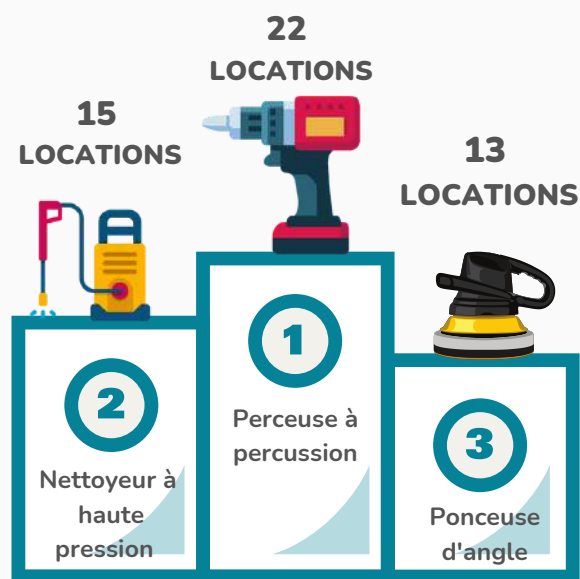 22
LOCATIONS
15
LOCATIONS
13
LOCATIONS
1
Perceuse à
percussion
2
Nettoyeur à
haute
pression
3
Ponceuse
d'angle